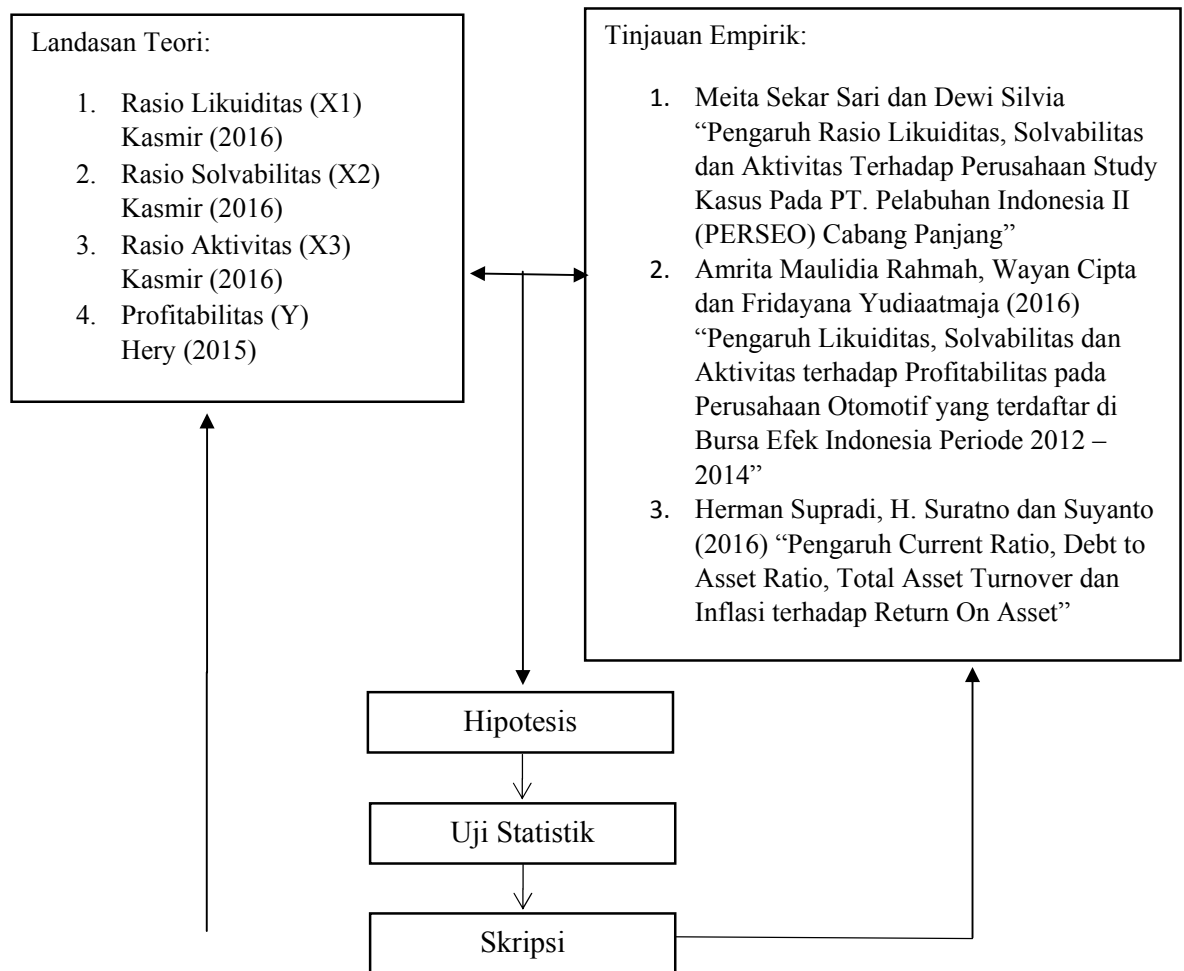 Landasan Teori:
1. Rasio Likuiditas (X1)
Kasmir (2016)
2. Rasio Solvabilitas (X2)
Kasmir (2016)
3. Rasio Aktivitas (X3)
Kasmir (2016)
4. Profitabilitas (Y)
Hery (2015)
Tinjauan Empirik:
1. Meita Sekar Sari dan Dewi Silvia
“Pengaruh Rasio Likuiditas, Solvabilitas
dan Aktivitas Terhadap Perusahaan Study
Kasus Pada PT. Pelabuhan Indonesia II
(PERSEO) Cabang Panjang”
2. Amrita Maulidia Rahmah, Wayan Cipta
dan Fridayana Yudiaatmaja (2016)
“Pengaruh Likuiditas, Solvabilitas dan
Aktivitas terhadap Profitabilitas pada
Perusahaan Otomotif yang terdaftar di
Bursa Efek Indonesia Periode 2012 –
2014”
3. Herman Supradi, H. Suratno dan Suyanto
(2016) “Pengaruh Current Ratio, Debt to
Asset Ratio, Total Asset Turnover dan
Inflasi terhadap Return On Asset”
Hipotesis
Uji Statistik
Skripsi